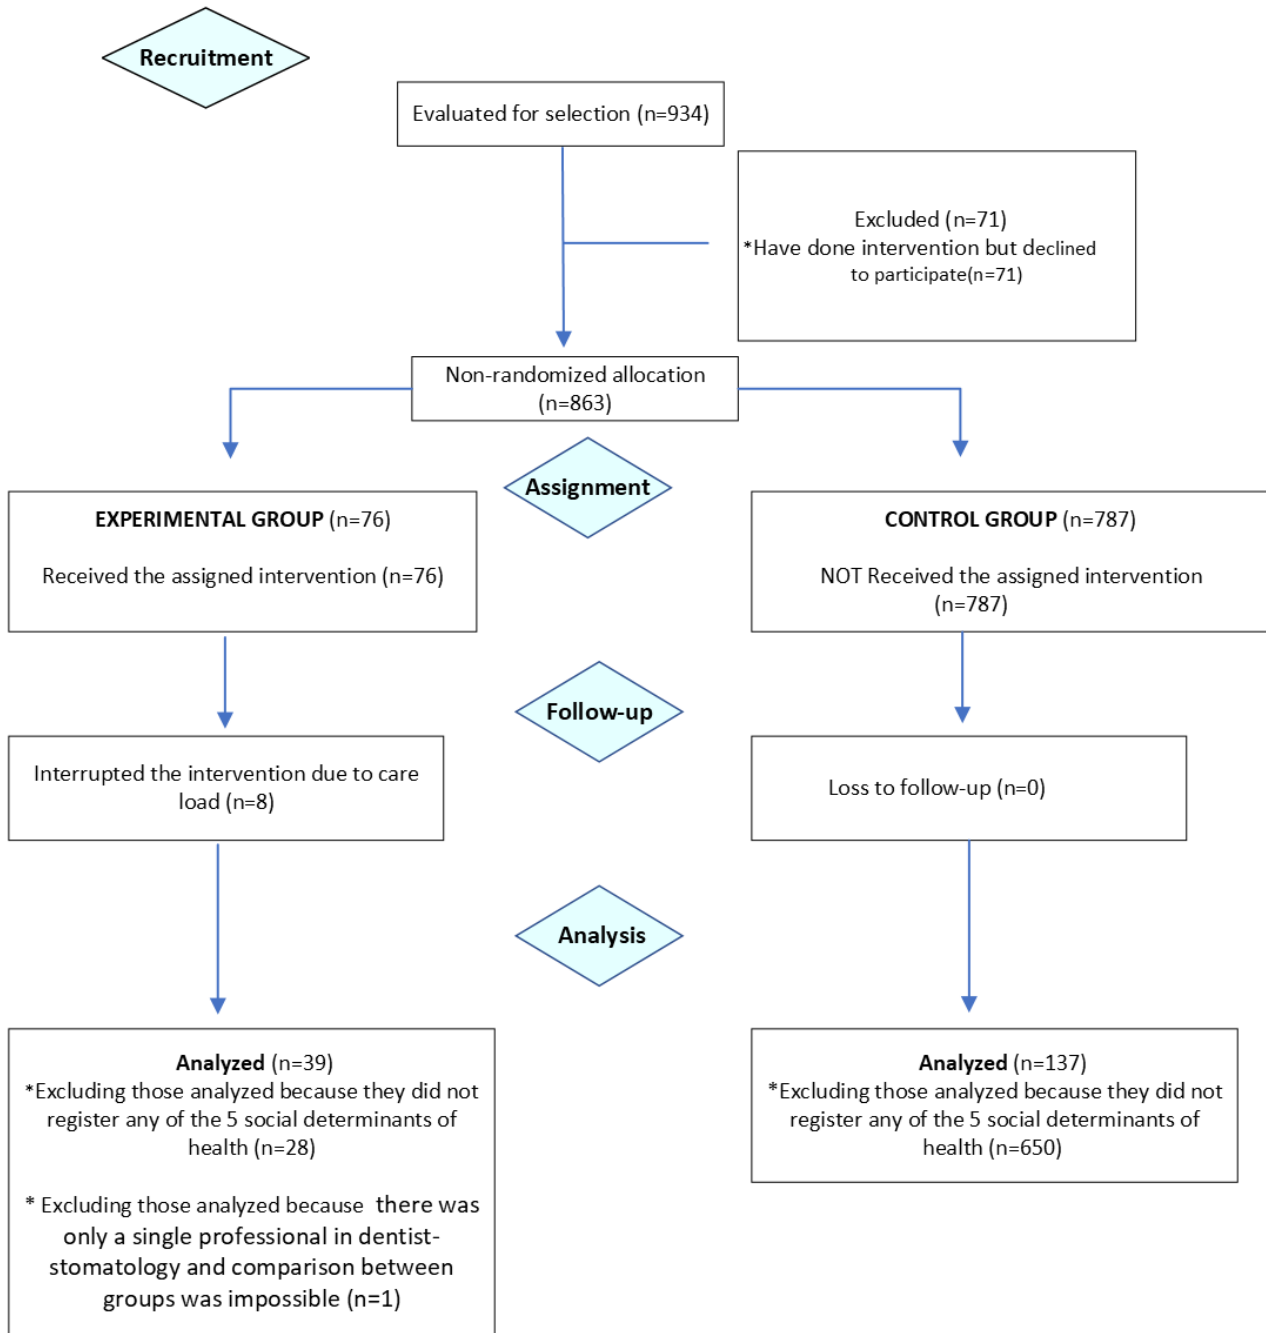 Recruitment
Evaluated for selection (n=934)
Excluded (n=71)
*Have done intervention but declined
to participate(n=71)
Non-randomized allocation
(n=863)
Assignment
EXPERIMENTAL GROUP (n=76)
Received the assigned intervention (n=76)
CONTROL GROUP (n=787)
NOT Received the assigned intervention
(n=787)
Follow-up
Interrupted the intervention due to care
load (n=8)
Loss to follow-up (n=0)
Analysis
Analyzed (n=39)
*Excluding those analyzed because they did not
register any of the 5 social determinants of
health (n=28)
* Excluding those analyzed because there was
only a single professional in dentist-
stomatology and comparison between
groups was impossible (n=1)
Analyzed (n=137)
*Excluding those analyzed because they did not
register any of the 5 social determinants of
health (n=650)